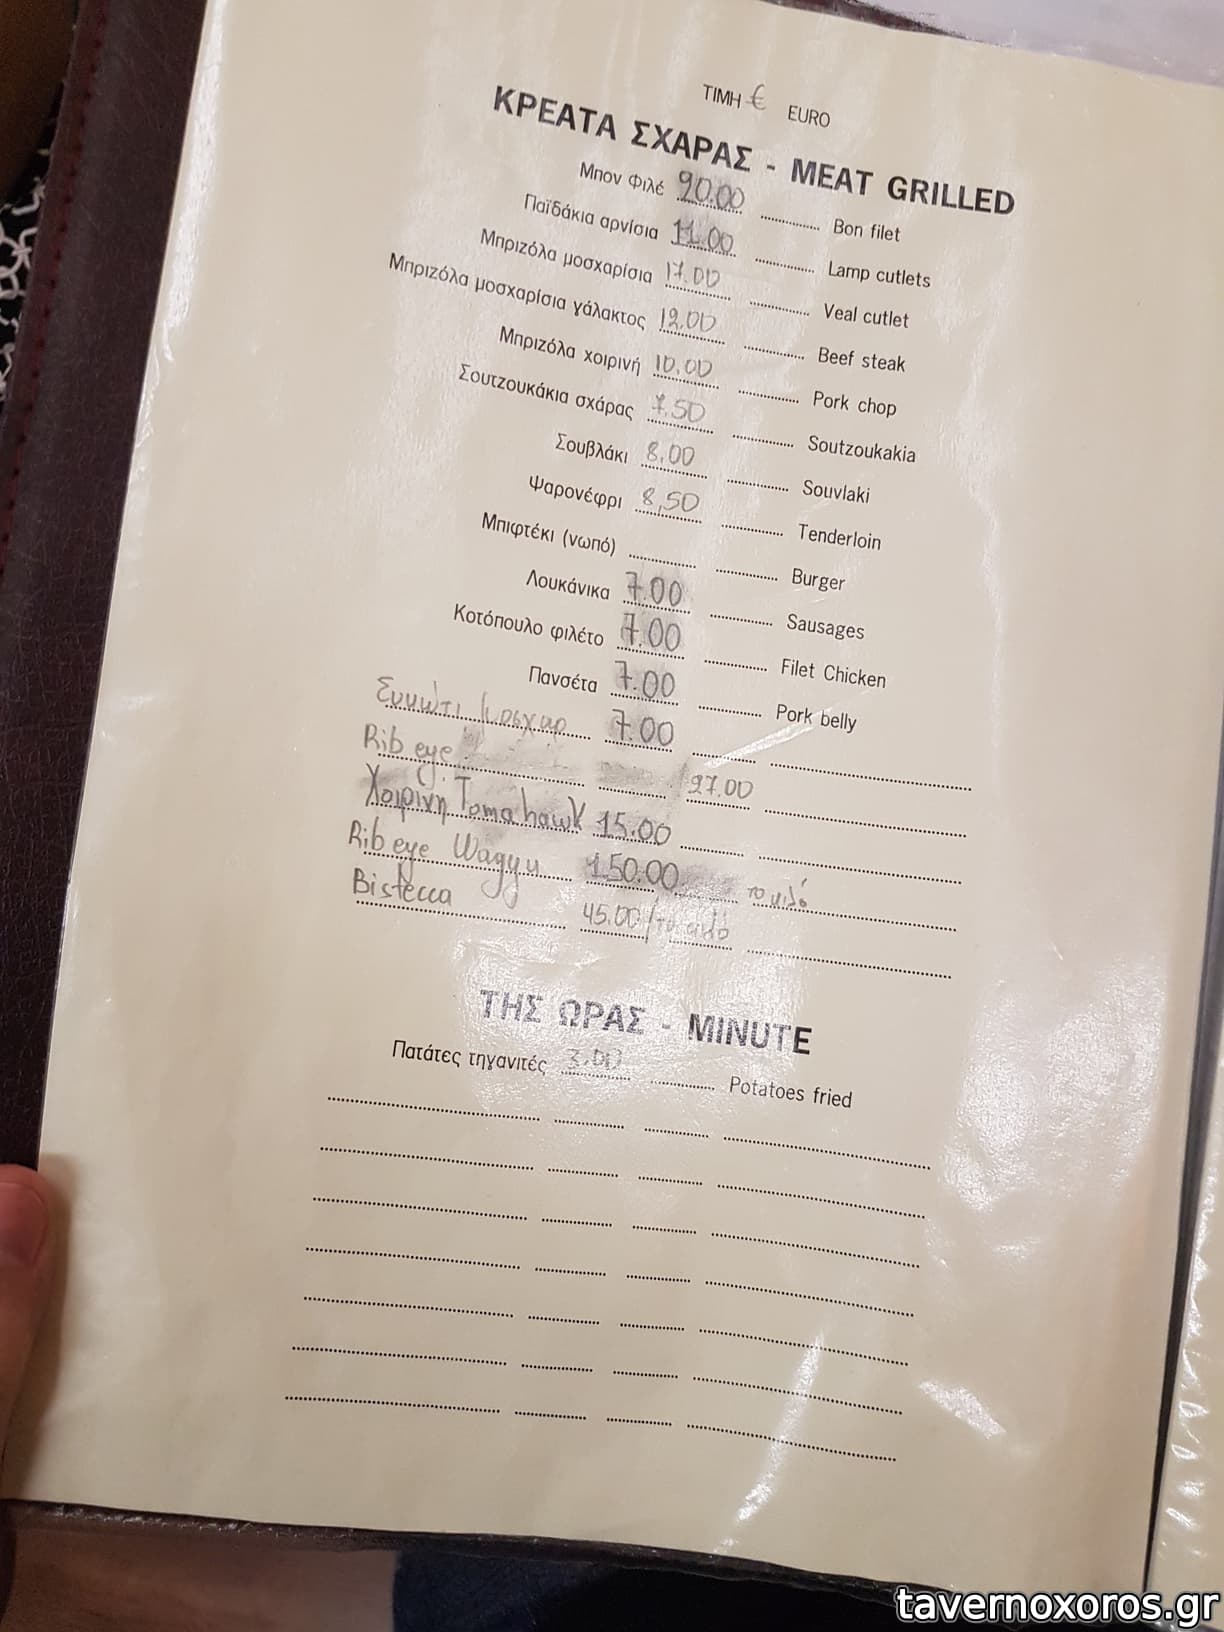 ΤΙΜΗ € EURO
ΚΡΕΑΤΑ ΣΧΑΡΑΣ - MEAT GRILLED
Μπον Φιλέ 20.00 Bon filet
Παϊδάκια αρνίσια 11.00 Lamp cutlets
Μπριζόλα μοσχαρίσια 17.00 Veal cutlet
Μπριζόλα μοσχαρίσια γάλακτος 12.00 Beef steak
Μπριζόλα χοιρινή 10.00 Pork chop
Σουτζουκάκια σχάρας 7.50 Soutzoukakia
Σουβλάκι 8,00 Souvlaki
Ψαρονέφρι 8,50 Tenderloin
Μπιφτέκι (νωπό) Burger
Λουκάνικα 7.00 Sausages
Κοτόπουλο φιλέτο 7.00 Filet Chicken
Πανσέτα 7.00 Pork belly
Συκώτι μοσχαρ 7.00
Rib eye 27.00
Χοιρινη Tomahawk 15.00
Rib eye Wagyu 150.00 το κιλό
Bistecca 45.00/το κιλό
ΤΗΣ ΩΡΑΣ - MINUTE
Πατάτες τηγανιτές 3.00 Potatoes fried
tavernoxoros.gr